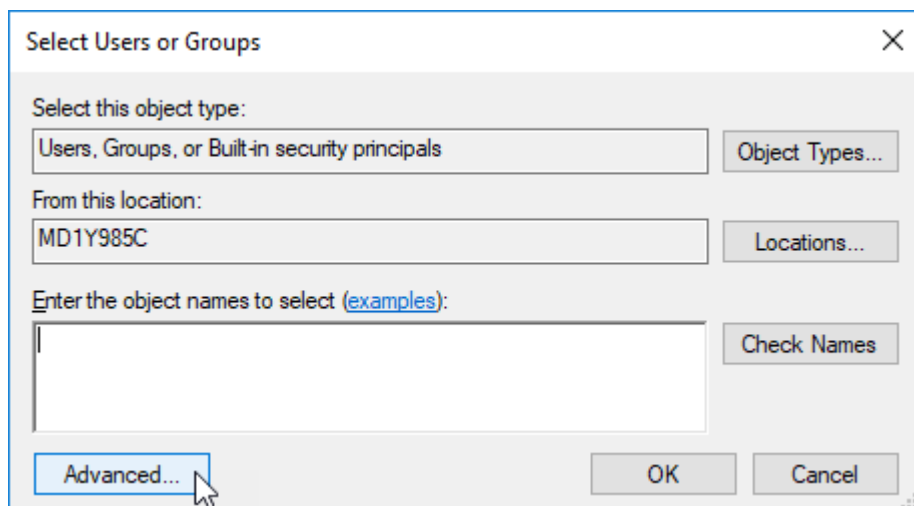 Select Users or Groups
Select this object type:
Users, Groups, or Built-in security principals
Object Types...
From this location:
MD1Y985C
Locations...
Enter the object names to select (examples):
Check Names
Advanced...
OK
Cancel